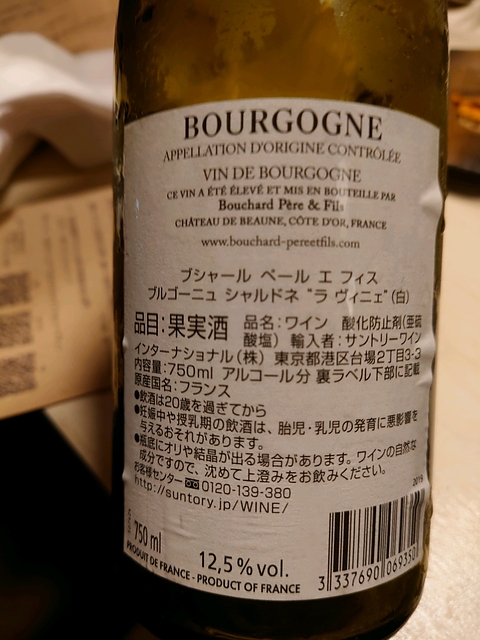 BOURGOGNE
APPELLATION D'ORIGINE CONTRÔLÉE
VIN DE BOURGOGNE
CE VIN A ÉTÉ ÉLEVÉ ET MIS EN BOUTEILLE PAR
Bouchard Père & Fils
CHÂTEAU DE BEAUNE, CÔTE D'OR, FRANCE
www.bouchard-pereetfils.com
ブシャール ペール エ フィス
ブルゴーニュ シャルドネ "ラ ヴィニェ" (白)
品目:果実酒 品名:ワイン 酸化防止剤(亜硫
酸塩) 輸入者:サントリーワイン
インターナショナル(株) 東京都港区台場2丁目3-3
内容量:750ml アルコール分 裏ラベル下部に記載
原産国名:フランス
●飲酒は20歳を過ぎてから
●妊娠中や授乳期の飲酒は、胎児・乳児の発育に悪影響を
与えるおそれがあります。
●瓶底にオリや結晶が出る場合があります。ワインの自然な
成分ですので、沈めて上澄みをお飲みください。
お客様センター 0120-139-380
http://suntory.jp/WINE/
2019
750 ml
12,5 % vol.
PRODUIT DE FRANCE - PRODUCT OF FRANCE
3 337690 069350